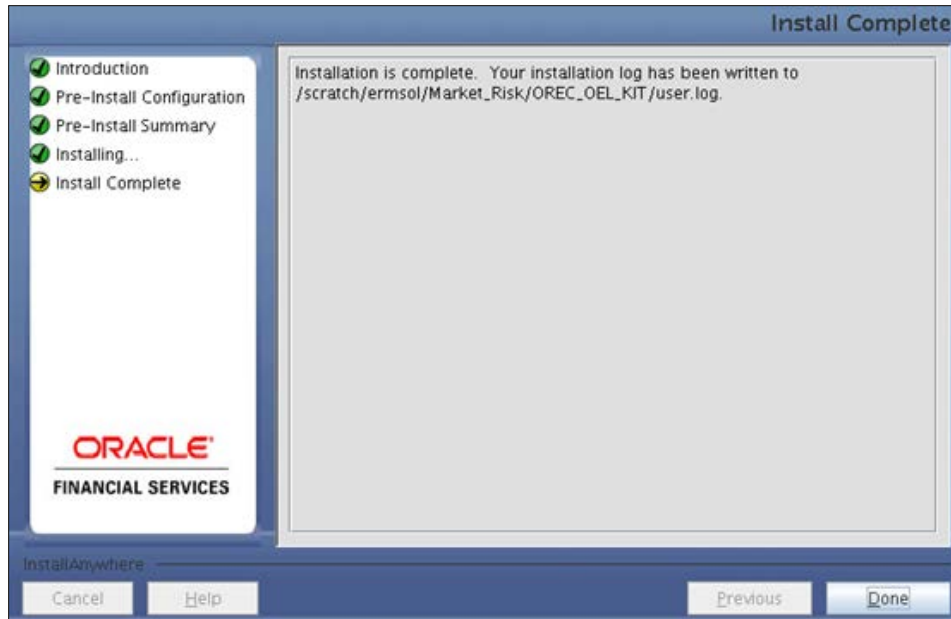 Install Complete
Introduction
Pre-Install Configuration
Pre-Install Summary
Installing...
Install Complete
Installation is complete. Your installation log has been written to
/scratch/ermsol/Market_Risk/OREC_OEL_KIT/user.log.
ORACLE
FINANCIAL SERVICES
InstallAnywhere
Cancel
Help
Previous
Done